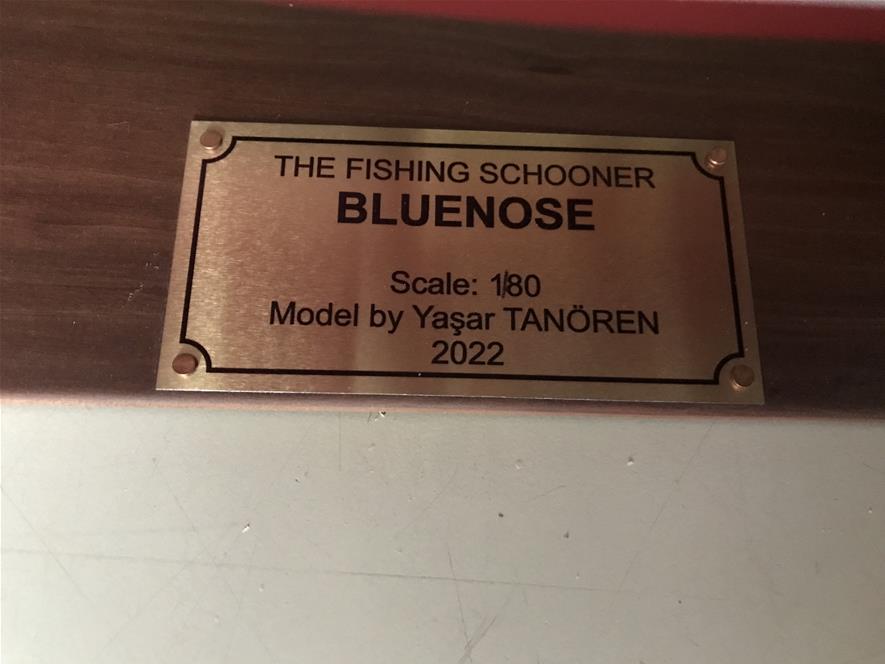 THE FISHING SCHOONER
BLUENOSE
Scale: 1/80
Model by Yaşar TANÖREN
2022